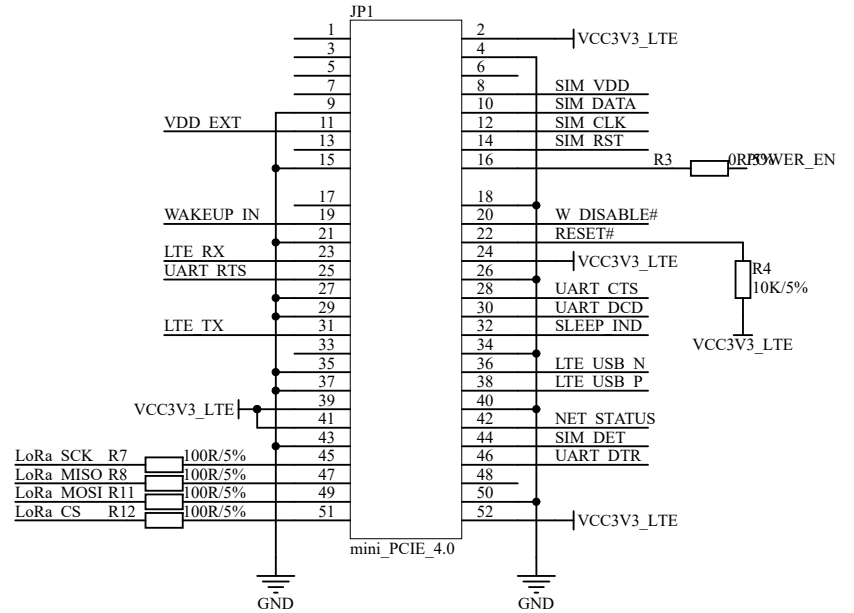 JP1
1 2 VCC3V3_LTE
3 4
5 6
7 8 SIM_VDD
9 10 SIM_DATA
VDD_EXT 11 12 SIM_CLK
13 14 SIM_RST
15 16 R3 0R/5% POWER_EN
17 18
WAKEUP_IN 19 20 W_DISABLE#
21 22 RESET#
LTE_RX 23 24 VCC3V3_LTE
UART_RTS 25 26 R4
27 28 UART_CTS 10K/5%
29 30 UART_DCD
LTE_TX 31 32 SLEEP_IND
VCC3V3_LTE
33 34
35 36 LTE_USB_N
37 38 LTE_USB_P
VCC3V3_LTE 39 40
41 42 NET_STATUS
43 44 SIM_DET
LoRa_SCK R7 100R/5% 45 46 UART_DTR
LoRa_MISO R8 100R/5% 47 48
LoRa_MOSI R11 100R/5% 49 50
LoRa_CS R12 100R/5% 51 52 VCC3V3_LTE
mini_PCIE_4.0
GND GND